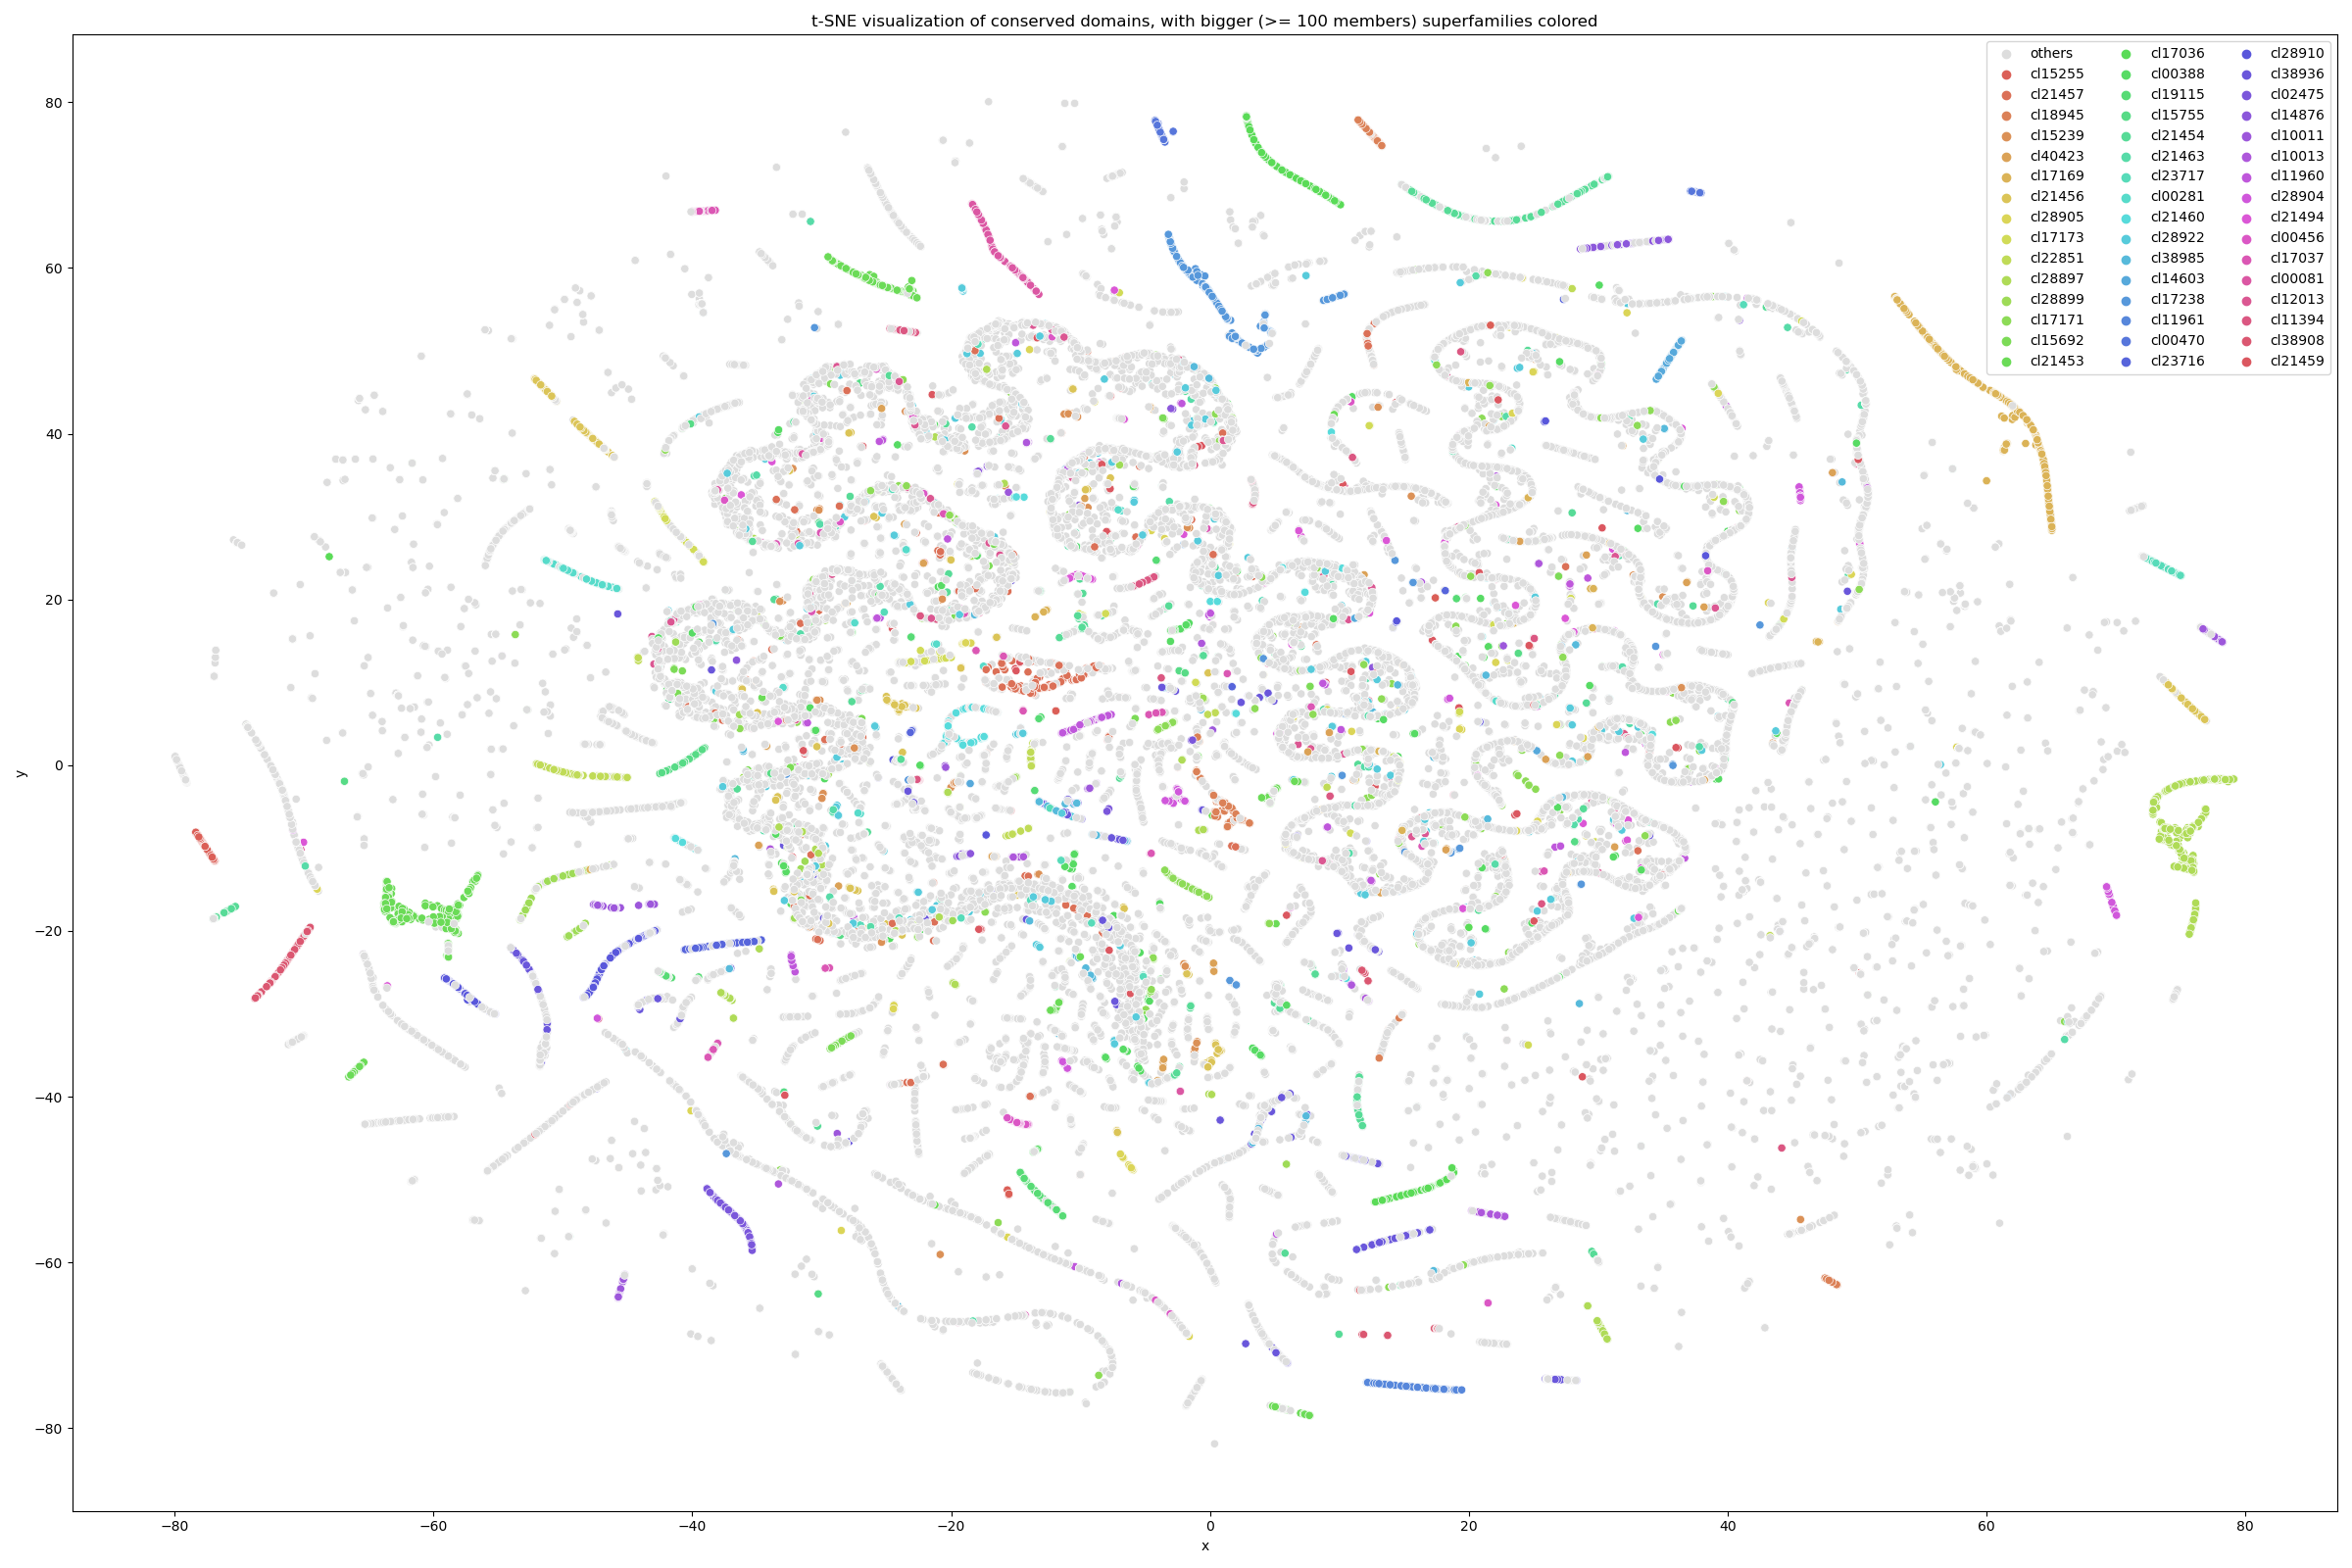 t-SNE visualization of conserved domains, with bigger (>= 100 members) superfamilies colored
others
cl15255
cl21457
cl18945
cl15239
cl40423
cl17169
cl21456
cl28905
cl17173
cl22851
cl28897
cl28899
cl17171
cl15692
cl21453
cl17036
cl00388
cl19115
cl15755
cl21454
cl21463
cl23717
cl00281
cl21460
cl28922
cl38985
cl14603
cl17238
cl11961
cl00470
cl23716
cl28910
cl38936
cl02475
cl14876
cl10011
cl10013
cl11960
cl28904
cl21494
cl00456
cl17037
cl00081
cl12013
cl11394
cl38908
cl21459
80
60
40
20
0
−20
−40
−60
−80
y
−80
−60
−40
−20
0
20
40
60
80
x